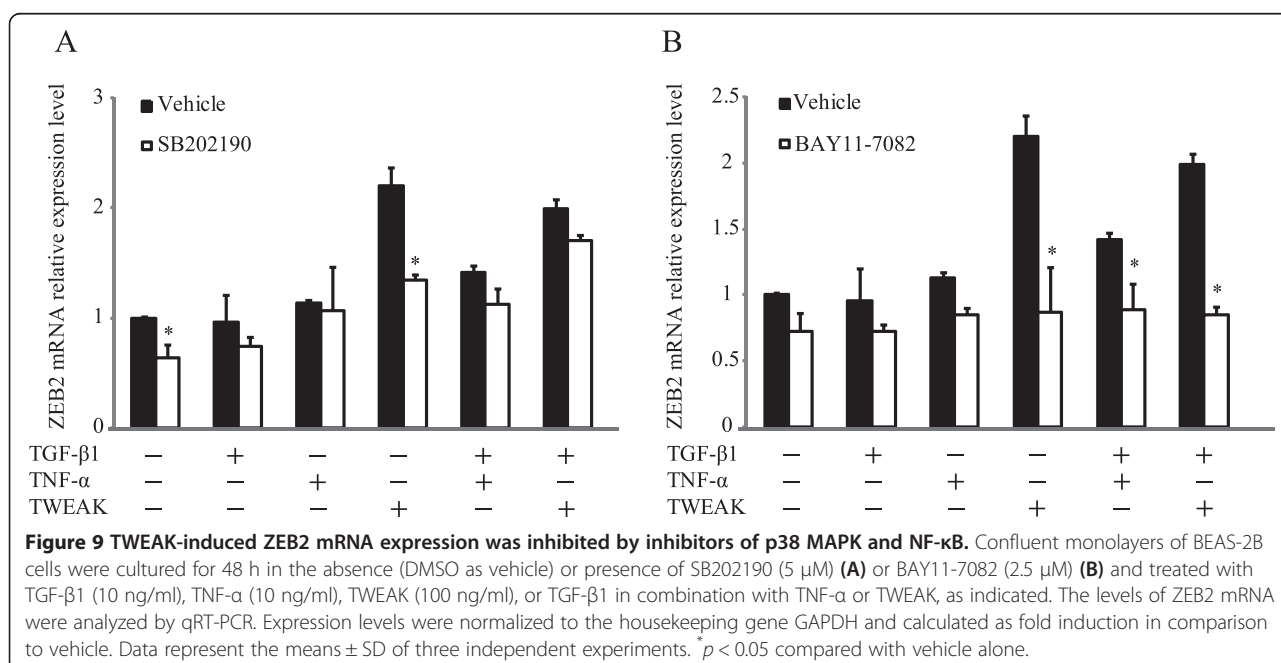 A
ZEB2 mRNA relative expression level
3
2
1
0
Vehicle
SB202190
*
*
TGF-β1 – + – – + +
TNF-α – – + – + –
TWEAK – – – + – +
B
ZEB2 mRNA relative expression level
2.5
2
1.5
1
0.5
0
Vehicle
BAY11-7082
*
*
*
– + – – + +
– – + – + –
– – – + – +
Figure 9 TWEAK-induced ZEB2 mRNA expression was inhibited by inhibitors of p38 MAPK and NF-κB. Confluent monolayers of BEAS-2B
cells were cultured for 48 h in the absence (DMSO as vehicle) or presence of SB202190 (5 μM) (A) or BAY11-7082 (2.5 μM) (B) and treated with
TGF-β1 (10 ng/ml), TNF-α (10 ng/ml), TWEAK (100 ng/ml), or TGF-β1 in combination with TNF-α or TWEAK, as indicated. The levels of ZEB2 mRNA
were analyzed by qRT-PCR. Expression levels were normalized to the housekeeping gene GAPDH and calculated as fold induction in comparison
to vehicle. Data represent the means ± SD of three independent experiments. *p < 0.05 compared with vehicle alone.